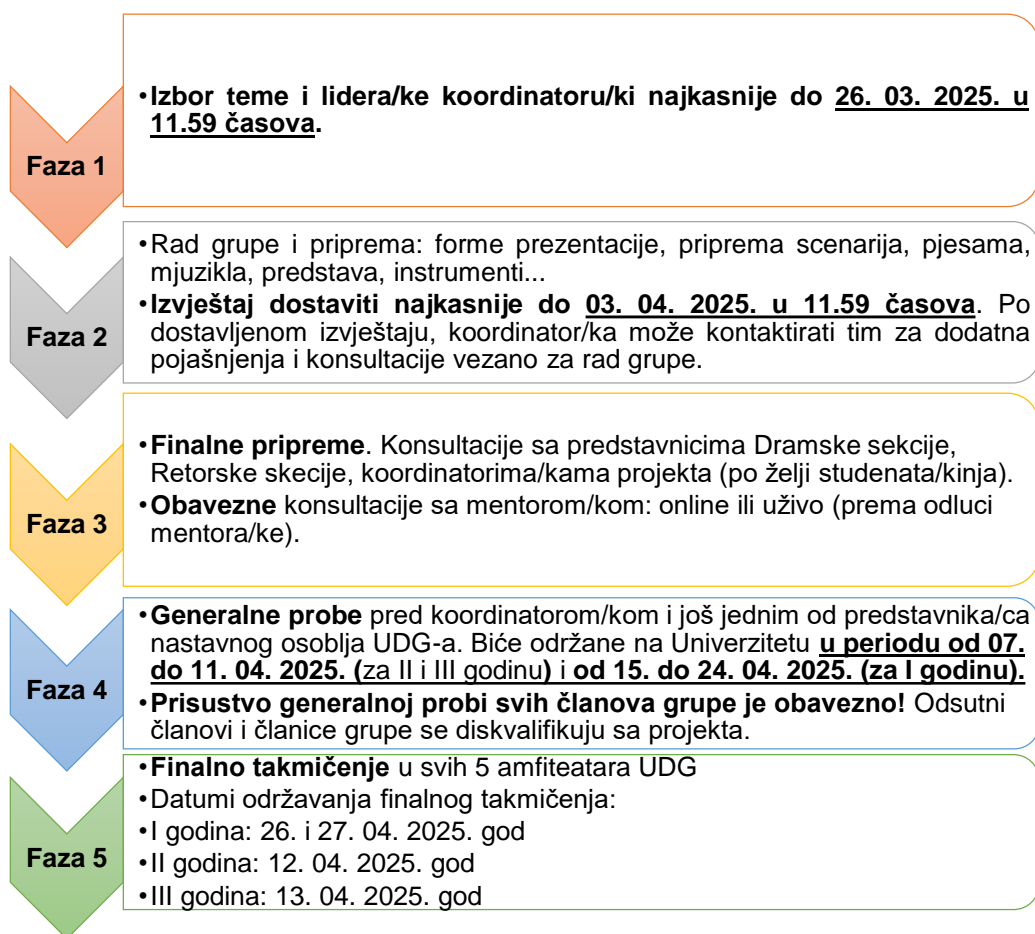 Faza 1
•Izbor teme i lidera/ke koordinatoru/ki najkasnije do 26. 03. 2025. u
11.59 časova.
Faza 2
•Rad grupe i priprema: forme prezentacije, priprema scenarija, pjesama,
mjuzikla, predstava, instrumenti...
•Izvještaj dostaviti najkasnije do 03. 04. 2025. u 11.59 časova. Po
dostavljenom izvještaju, koordinator/ka može kontaktirati tim za dodatna
pojašnjenja i konsultacije vezano za rad grupe.
Faza 3
•Finalne pripreme. Konsultacije sa predstavnicima Dramske sekcije,
Retorske skecije, koordinatorima/kama projekta (po želji studenata/kinja).
•Obavezne konsultacije sa mentorom/kom: online ili uživo (prema odluci
mentora/ke).
Faza 4
•Generalne probe pred koordinatorom/kom i još jednim od predstavnika/ca
nastavnog osoblja UDG-a. Biće održane na Univerzitetu u periodu od 07.
do 11. 04. 2025. (za II i III godinu) i od 15. do 24. 04. 2025. (za I godinu).
•Prisustvo generalnoj probi svih članova grupe je obavezno! Odsutni
članovi i članice grupe se diskvalifikuju sa projekta.
Faza 5
•Finalno takmičenje u svih 5 amfiteatara UDG
•Datumi održavanja finalnog takmičenja:
•I godina: 26. i 27. 04. 2025. god
•II godina: 12. 04. 2025. god
•III godina: 13. 04. 2025. god